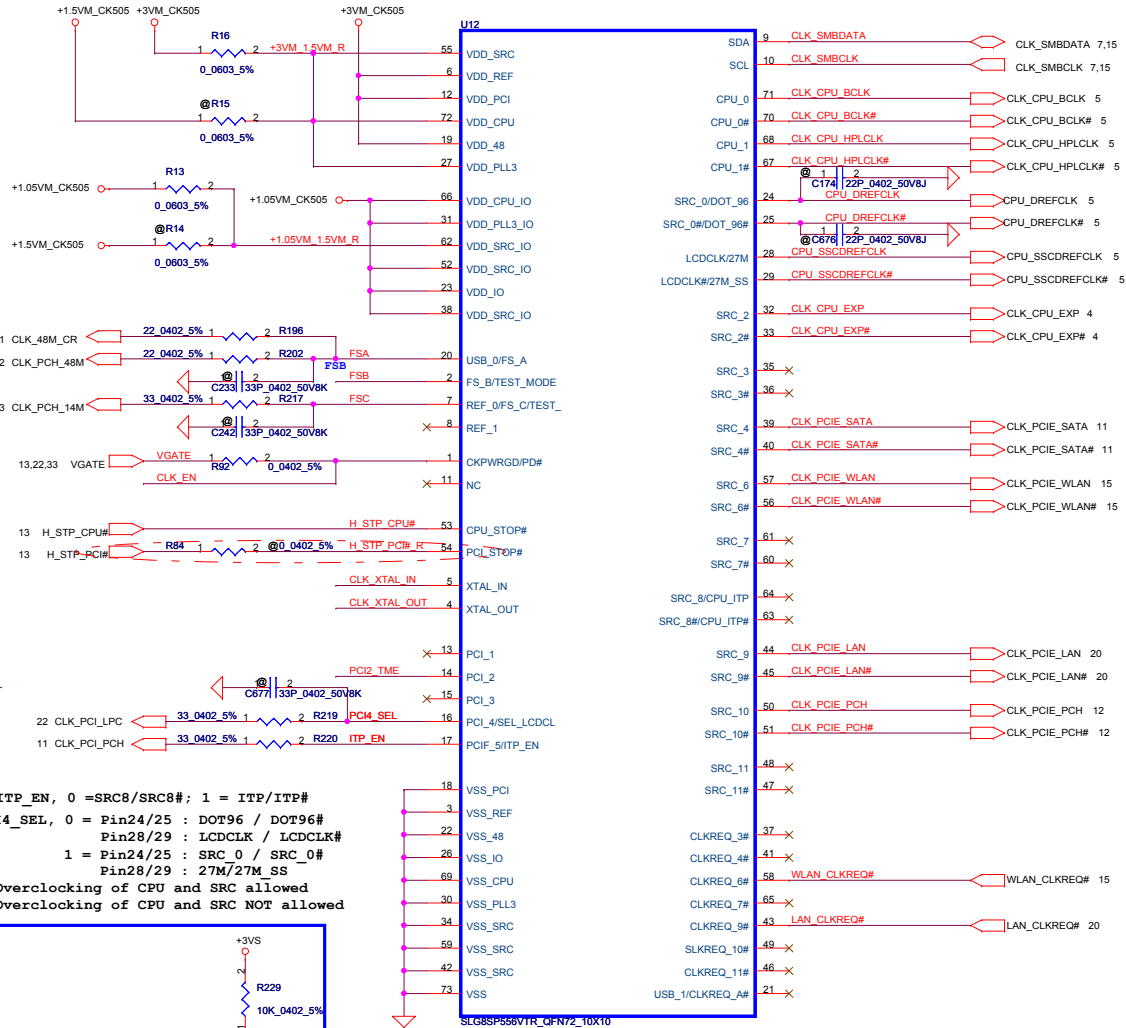 +1.5VM_CK505 +3VM_CK505 +3VM_CK505
U12
R16
1 2 +3VM_1.5VM_R 55 VDD_SRC
0_0603_5%
6 VDD_REF
12 VDD_PCI
@R15
1 2 72 VDD_CPU
0_0603_5%
19 VDD_48
27 VDD_PLL3
R13
+1.05VM_CK505 1 2
0_0603_5%
+1.05VM_CK505 66 VDD_CPU_IO
31 VDD_PLL3_IO
@R14
+1.5VM_CK505 1 2 +1.05VM_1.5VM_R 62 VDD_SRC_IO
0_0603_5%
52 VDD_SRC_IO
23 VDD_IO
38 VDD_SRC_IO
1 CLK_48M_CR 22_0402_5% 1 2 R196
2 CLK_PCH_48M 22_0402_5% 1 2 R202 FSA 20 USB_0/FS_A
FSB
@ 1 2 C233 33P_0402_50V8K FSB 2 FS_B/TEST_MODE
3 CLK_PCH_14M 33_0402_5% 1 2 R217 FSC 7 REF_0/FS_C/TEST_
@ 1 2 C242 33P_0402_50V8K 8 REF_1
13,22,33 VGATE VGATE 1 2 R92 0_0402_5% 1 CKPWRGD/PD#
CLK_EN 11 NC
13 H_STP_CPU# H_STP_CPU# 53 CPU_STOP#
13 H_STP_PCI# R84 1 2 @0_0402_5% H_STP_PCI#_R 54 PCI_STOP#
CLK_XTAL_IN 5 XTAL_IN
CLK_XTAL_OUT 4 XTAL_OUT
13 PCI_1
PCI2_TME 14 PCI_2
@ 1 2 C677 33P_0402_50V8K 15 PCI_3
22 CLK_PCI_LPC 33_0402_5% 1 2 R219 PCI4_SEL 16 PCI_4/SEL_LCDCL
11 CLK_PCI_PCH 33_0402_5% 1 2 R220 ITP_EN 17 PCIF_5/ITP_EN
18 VSS_PCI
3 VSS_REF
22 VSS_48
26 VSS_IO
69 VSS_CPU
30 VSS_PLL3
34 VSS_SRC
59 VSS_SRC
42 VSS_SRC
73 VSS
SLG8SP556VTR_QFN72_10X10
SDA 9 CLK_SMBDATA CLK_SMBDATA 7,15
SCL 10 CLK_SMBCLK CLK_SMBCLK 7,15
CPU_0 71 CLK_CPU_BCLK CLK_CPU_BCLK 5
CPU_0# 70 CLK_CPU_BCLK# CLK_CPU_BCLK# 5
CPU_1 68 CLK_CPU_HPLCLK CLK_CPU_HPLCLK 5
CPU_1# 67 CLK_CPU_HPLCLK# CLK_CPU_HPLCLK# 5
@ 1 2 C174 22P_0402_50V8J
SRC_0/DOT_96 24 CPU_DREFCLK CPU_DREFCLK 5
SRC_0#/DOT_96# 25 CPU_DREFCLK# CPU_DREFCLK# 5
@ 1 2 C676 22P_0402_50V8J
LCDCLK/27M 28 CPU_SSCDREFCLK CPU_SSCDREFCLK 5
LCDCLK#/27M_SS 29 CPU_SSCDREFCLK# CPU_SSCDREFCLK# 5
SRC_2 32 CLK_CPU_EXP CLK_CPU_EXP 4
SRC_2# 33 CLK_CPU_EXP# CLK_CPU_EXP# 4
SRC_3 35
SRC_3# 36
SRC_4 39 CLK_PCIE_SATA CLK_PCIE_SATA 11
SRC_4# 40 CLK_PCIE_SATA# CLK_PCIE_SATA# 11
SRC_6 57 CLK_PCIE_WLAN CLK_PCIE_WLAN 15
SRC_6# 56 CLK_PCIE_WLAN# CLK_PCIE_WLAN# 15
SRC_7 61
SRC_7# 60
SRC_8/CPU_ITP 64
SRC_8#/CPU_ITP# 63
SRC_9 44 CLK_PCIE_LAN CLK_PCIE_LAN 20
SRC_9# 45 CLK_PCIE_LAN# CLK_PCIE_LAN# 20
SRC_10 50 CLK_PCIE_PCH CLK_PCIE_PCH 12
SRC_10# 51 CLK_PCIE_PCH# CLK_PCIE_PCH# 12
SRC_11 48
SRC_11# 47
CLKREQ_3# 37
CLKREQ_4# 41
CLKREQ_6# 58 WLAN_CLKREQ# WLAN_CLKREQ# 15
CLKREQ_7# 65
CLKREQ_9# 43 LAN_CLKREQ# LAN_CLKREQ# 20
SLKREQ_10# 49
CLKREQ_11# 46
USB_1/CLKREQ_A# 21
ITP_EN, 0 =SRC8/SRC8#; 1 = ITP/ITP#
I4_SEL, 0 = Pin24/25 : DOT96 / DOT96#
Pin28/29 : LCDCLK / LCDCLK#
1 = Pin24/25 : SRC_0 / SRC_0#
Pin28/29 : 27M/27M_SS
Overclocking of CPU and SRC allowed
Overclocking of CPU and SRC NOT allowed
+3VS
2
R229
10K_0402_5%